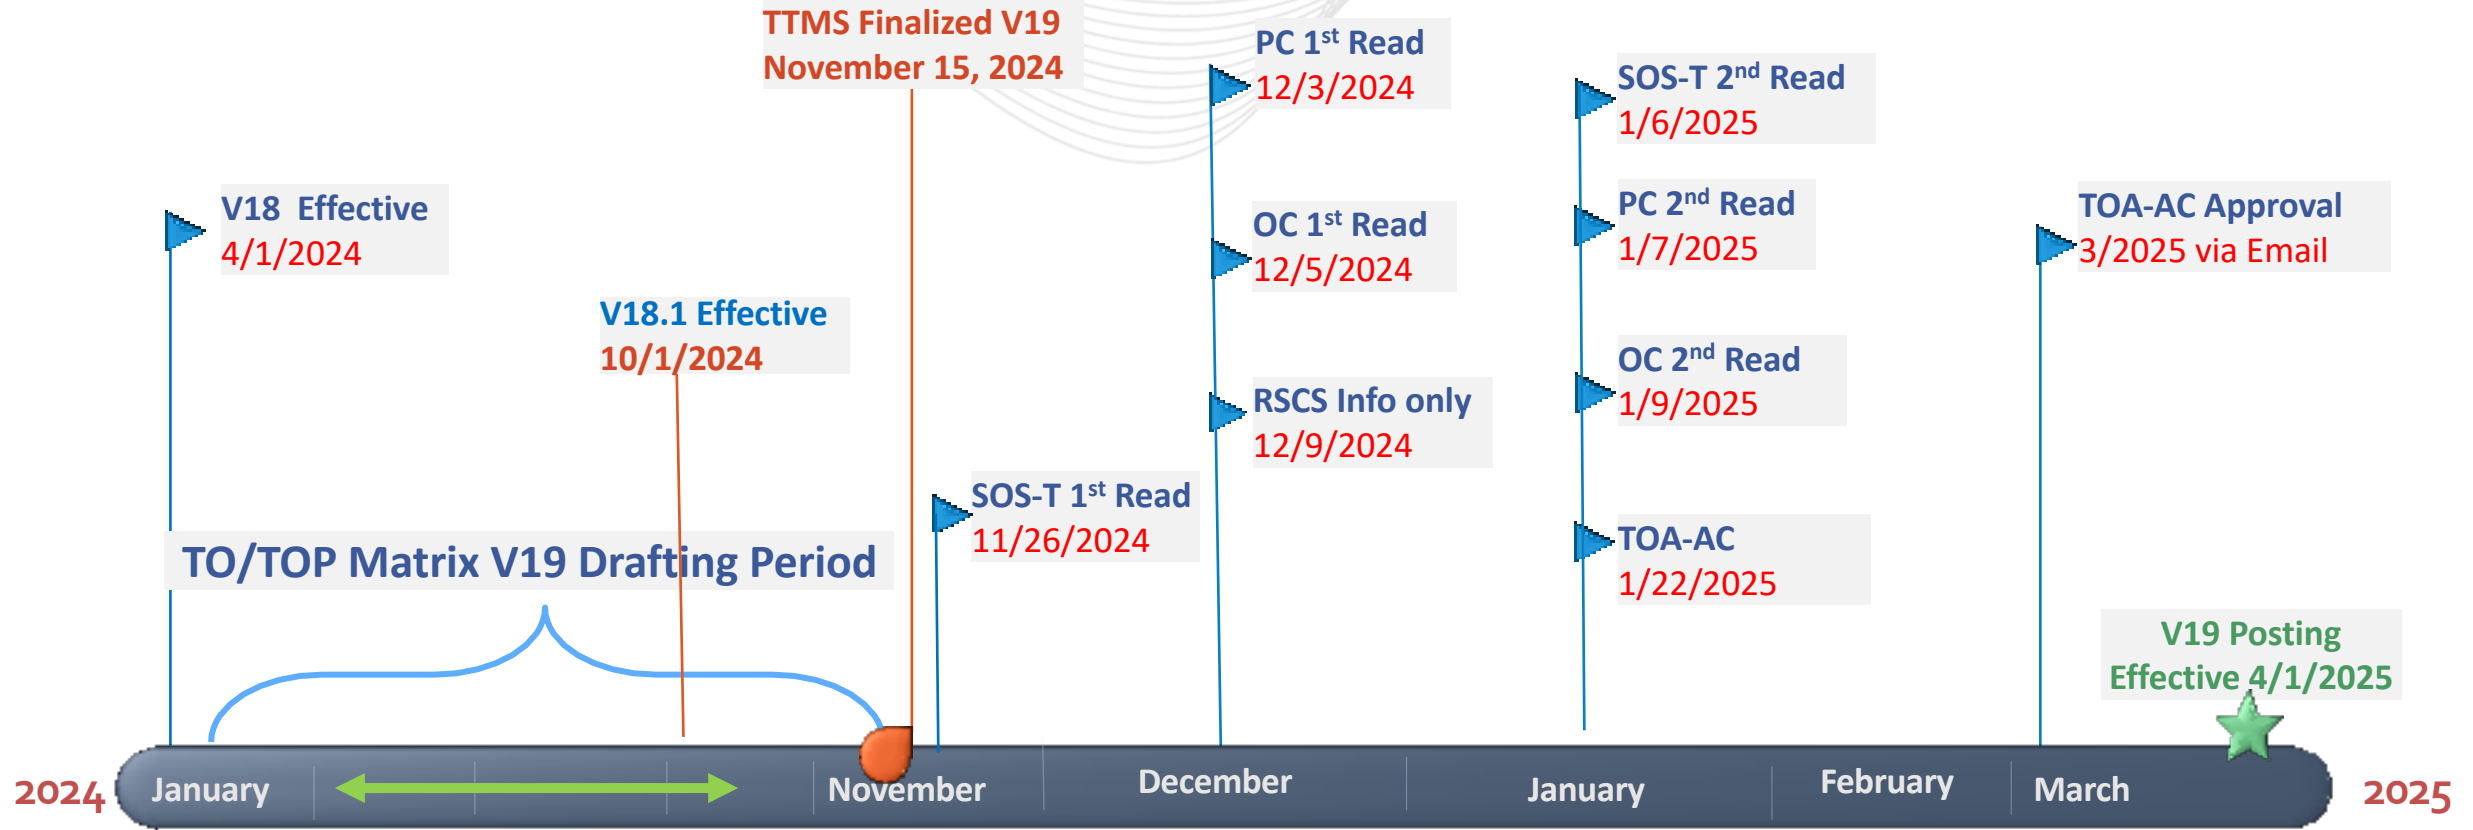 TTMS Finalized V19
November 15, 2024
PC 1st Read
12/3/2024
SOS-T 2nd Read
1/6/2025
V18  Effective
4/1/2024
OC 1st Read
12/5/2024
PC 2nd Read
1/7/2025
TOA-AC Approval
3/2025 via Email
V18.1 Effective
10/1/2024
OC 2nd Read
1/9/2025
RSCS Info only
12/9/2024
SOS-T 1st Read
11/26/2024
TOA-AC
1/22/2025
TO/TOP Matrix V19 Drafting Period
V19 Posting
Effective 4/1/2025
2024
January
November
December
January
February
March
2025